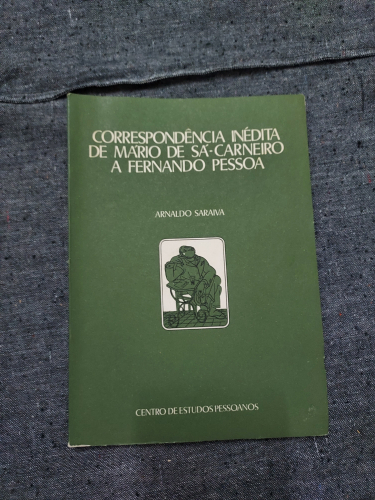 CORRESPONDÊNCIA INÉDITA
DE MÁRIO DE SÁ-CARNEIRO
A FERNANDO PESSOA
ARNALDO SARAIVA
CENTRO DE ESTUDOS PESSOANOS